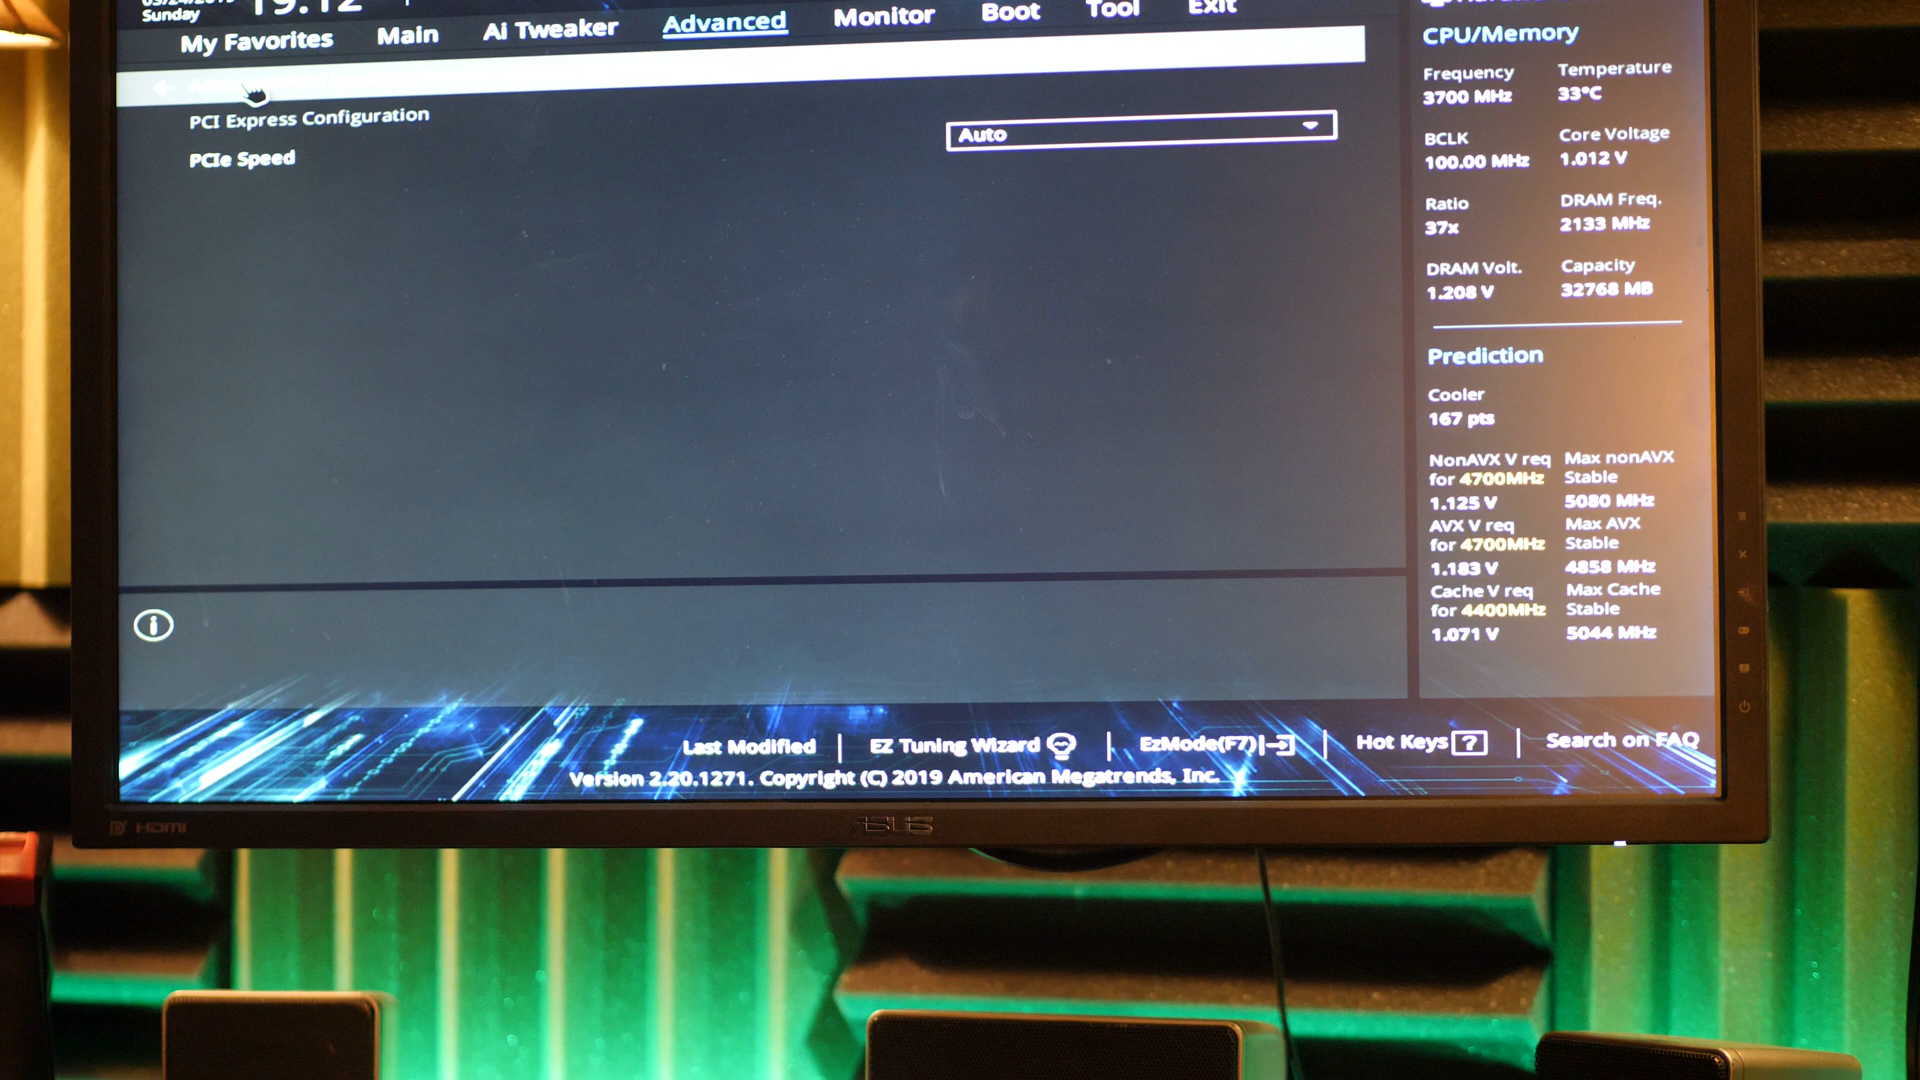 Sunday 19:12
My Favorites Main Ai Tweaker Advanced Monitor Boot Tool Exit
PCI Express Configuration
PCIe Speed
Auto
CPU/Memory
Frequency Temperature
3700 MHz 33°C
BCLK Core Voltage
100.00 MHz 1.012 V
Ratio DRAM Freq.
37x 2133 MHz
DRAM Volt. Capacity
1.208 V 32768 MB
Prediction
Cooler
167 pts
NonAVX V req Max nonAVX
for 4700MHz Stable
1.125 V 5080 MHz
AVX V req Max AVX
for 4700MHz Stable
1.183 V 4858 MHz
Cache V req Max Cache
for 4400MHz Stable
1.071 V 5044 MHz
Last Modified EZ Tuning Wizard EzMode(F7) Hot Keys ? Search on FAQ
Version 2.20.1271. Copyright (C) 2019 American Megatrends, Inc.
HDMI
ASUS